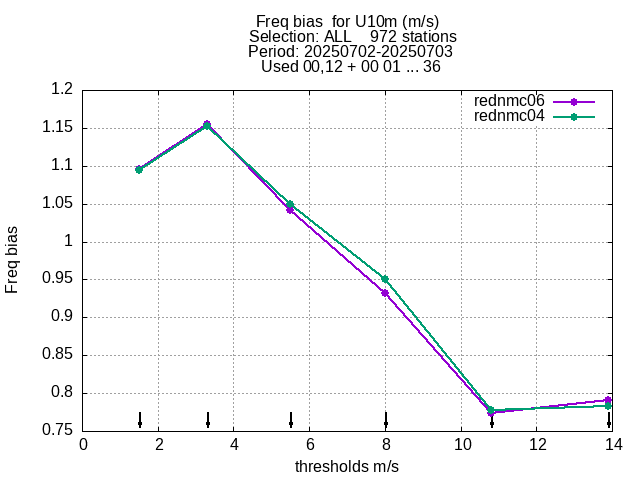 Freq bias  for U10m (m/s)
Selection: ALL    972 stations
Period: 20250702-20250703
Used 00,12 + 00 01 ... 36
rednmc06
rednmc04
1.2
1.15
1.1
1.05
1
0.95
0.9
0.85
0.8
0.75
Freq bias
0 2 4 6 8 10 12 14
thresholds m/s